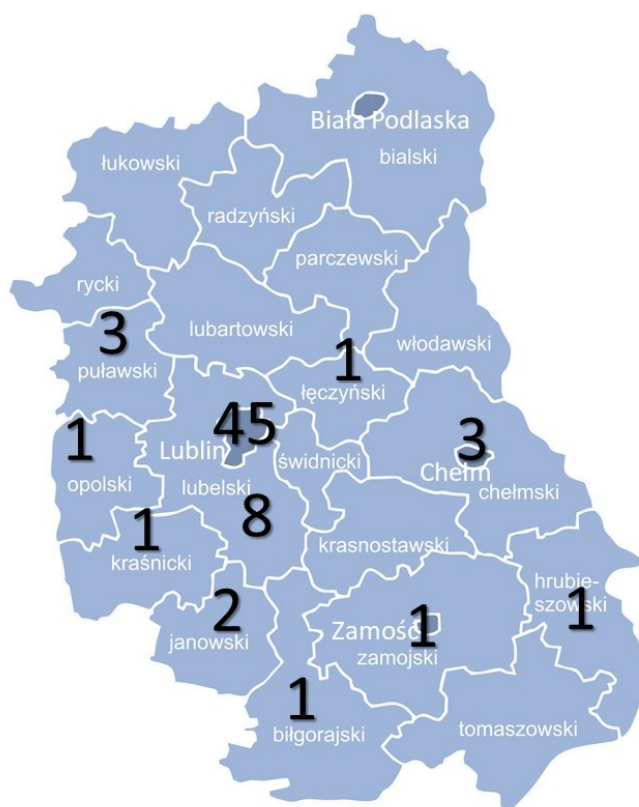 Biała Podlaska
bialski
łukowski
radzyński
parczewski
rycki
lubartowski
włodawski
3
puławski
1
łęczyński
45
Lublin
świdnicki
lubelski
8
1
opolski
3
Chełm
chełmski
1
kraśnicki
krasnostawski
2
janowski
hrubie-
szowski
1
Zamość
1
zamojski
1
biłgorajski
tomaszowski